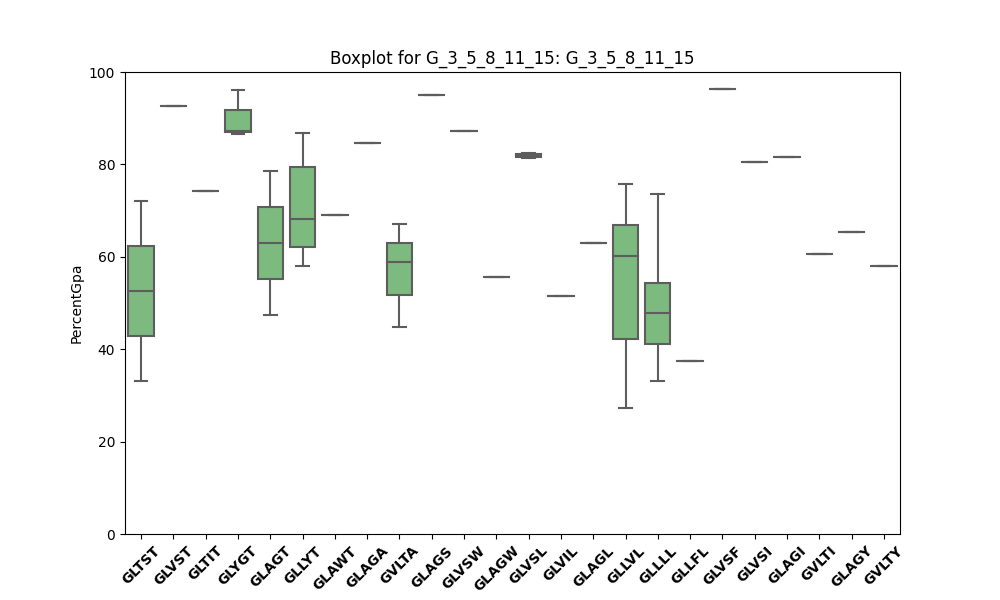 Boxplot for G_3_5_8_11_15: G_3_5_8_11_15
100
80
60
40
20
0
PercentGpa
GLTST
GLVST
GLTIT
GLYGT
GLAGT
GLLYT
GLAWT
GLAGA
GVLTA
GLAGS
GLVSW
GLAGW
GLVSL
GLVIL
GLAGL
GLLVL
GLLLL
GLLFL
GLVSF
GLVSI
GLAGI
GVLTI
GLAGY
GVLTY